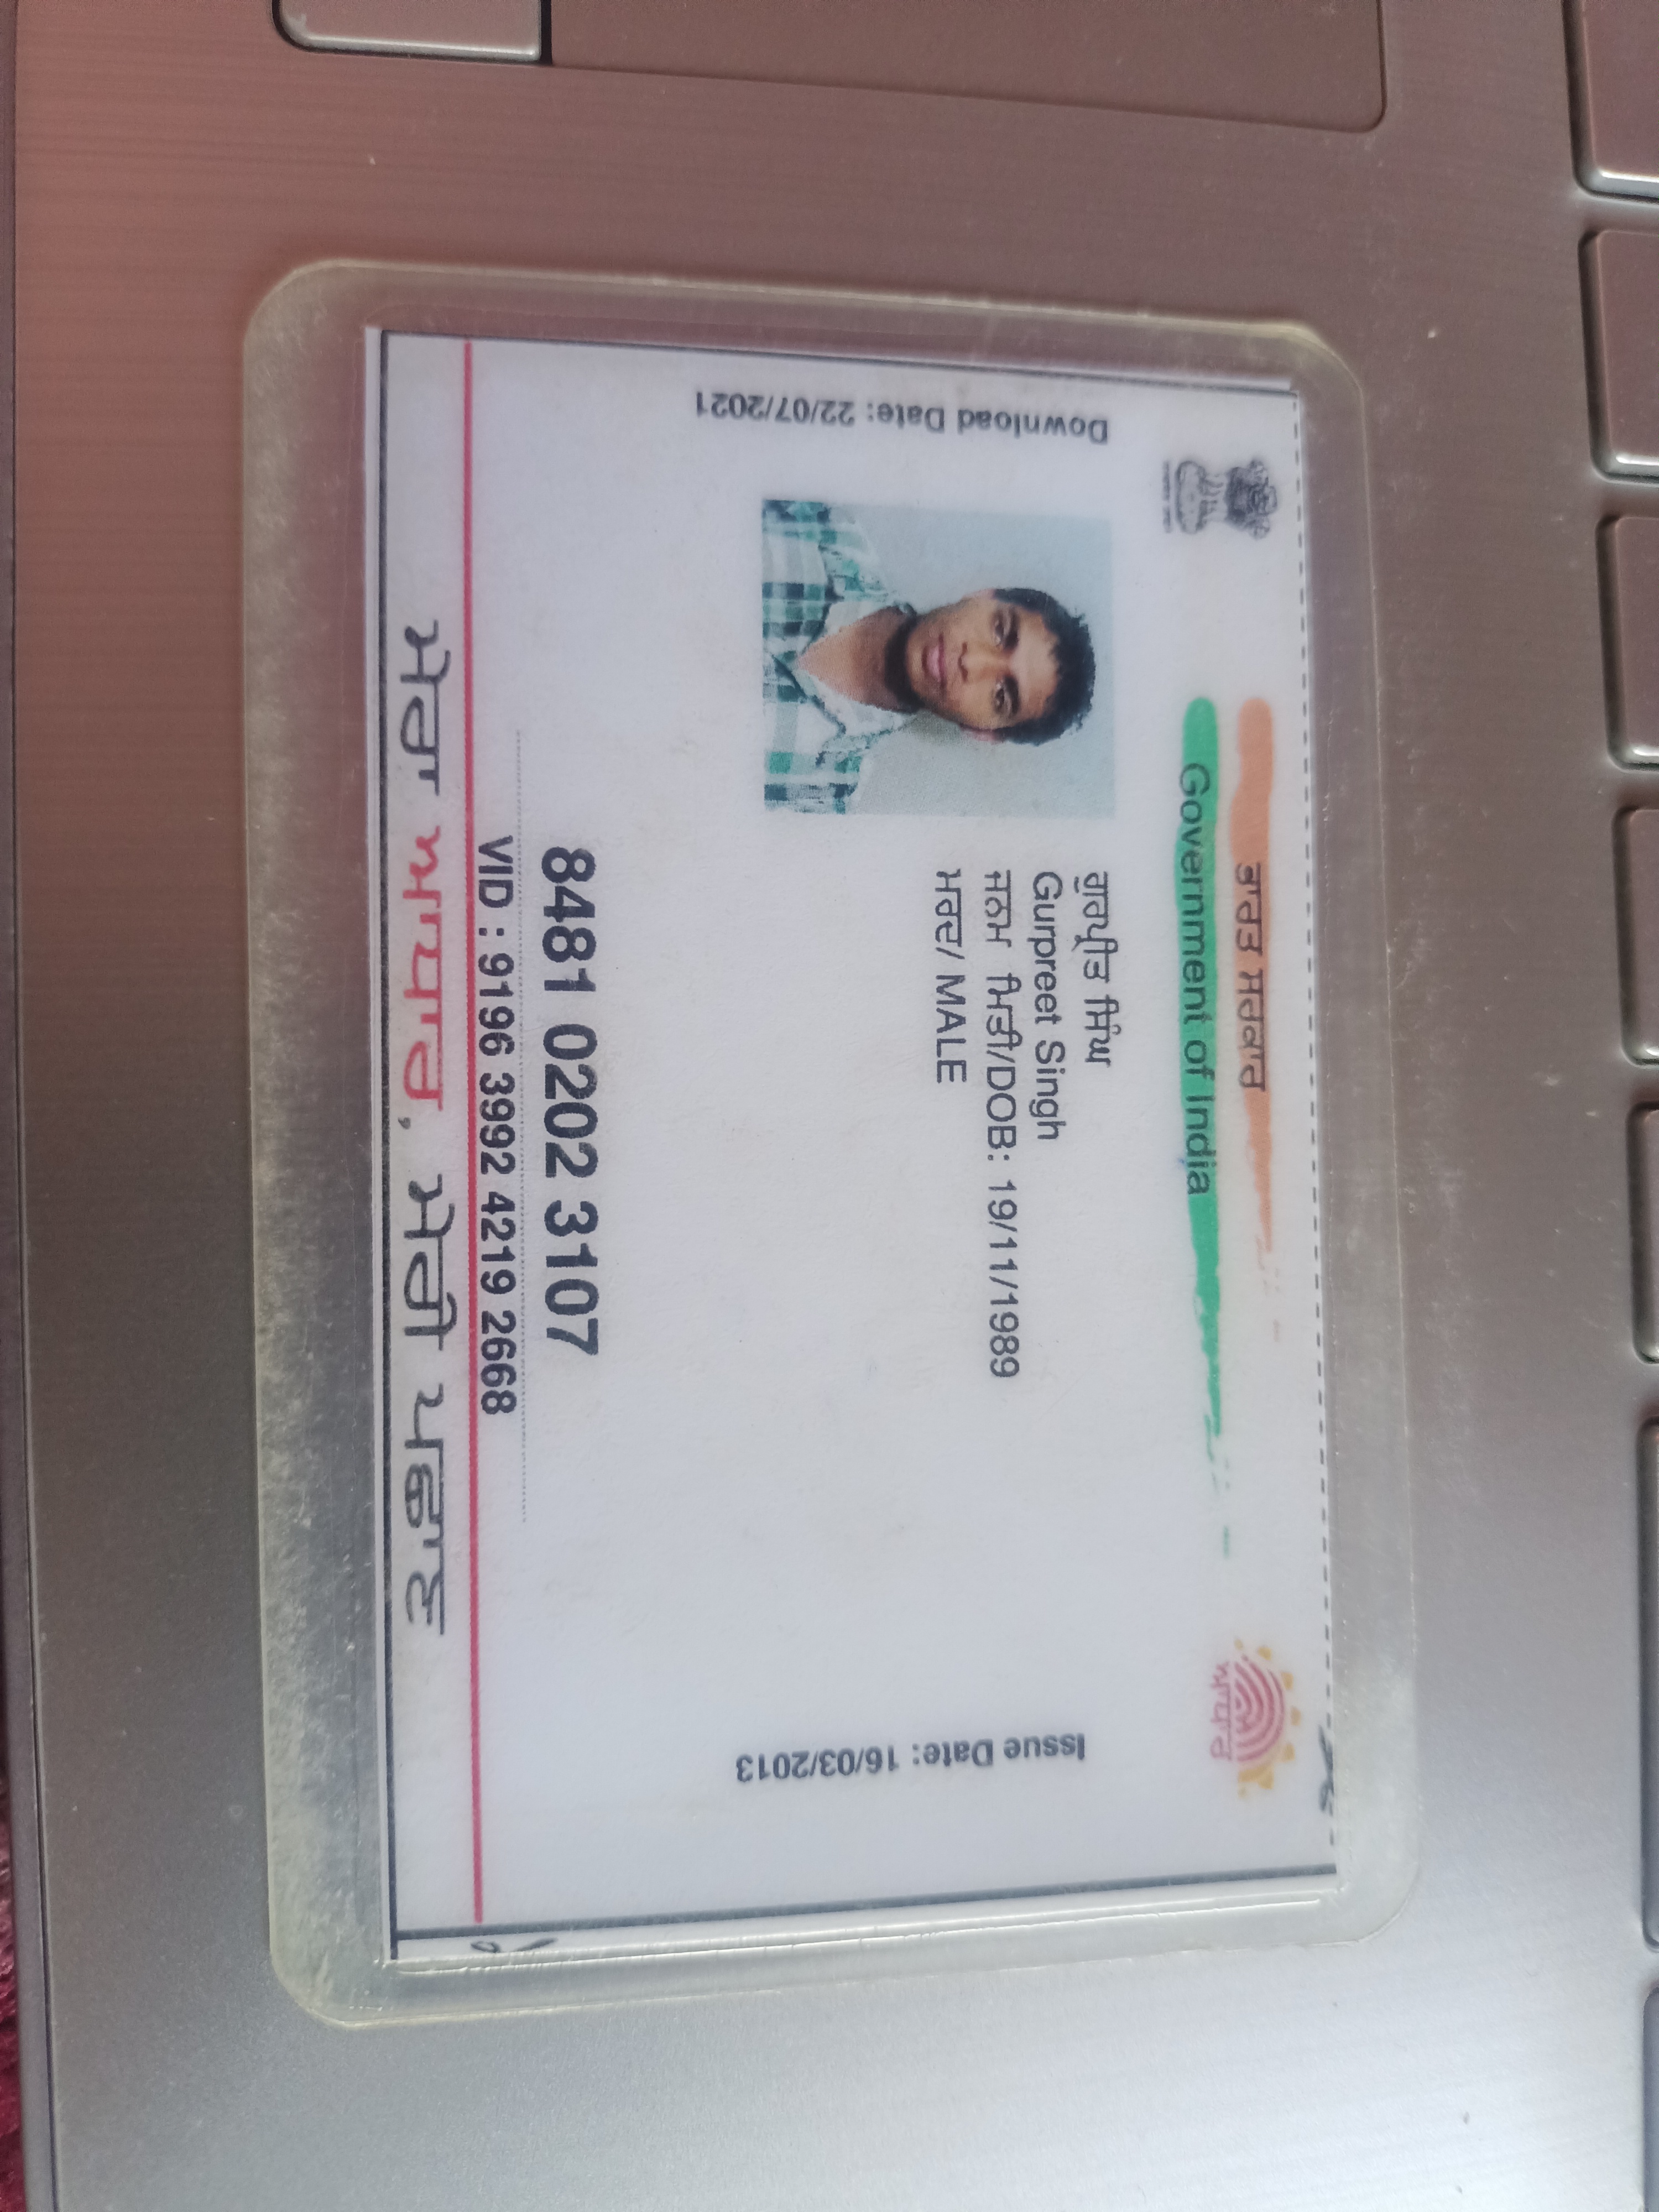 ਭਾਰਤ ਸਰਕਾਰ
Government of India
ਆਧਾਰ
Download Date: 22/07/2021
ਗੁਰਪ੍ਰੀਤ ਸਿੰਘ
Gurpreet Singh
ਜਨਮ ਮਿਤੀ/DOB: 19/11/1989
ਮਰਦ/ MALE
Issue Date: 16/03/2013
8481 0202 3107
VID : 9196 3992 4219 2668
ਮੇਰਾ ਆਧਾਰ, ਮੇਰੀ ਪਛਾਣ